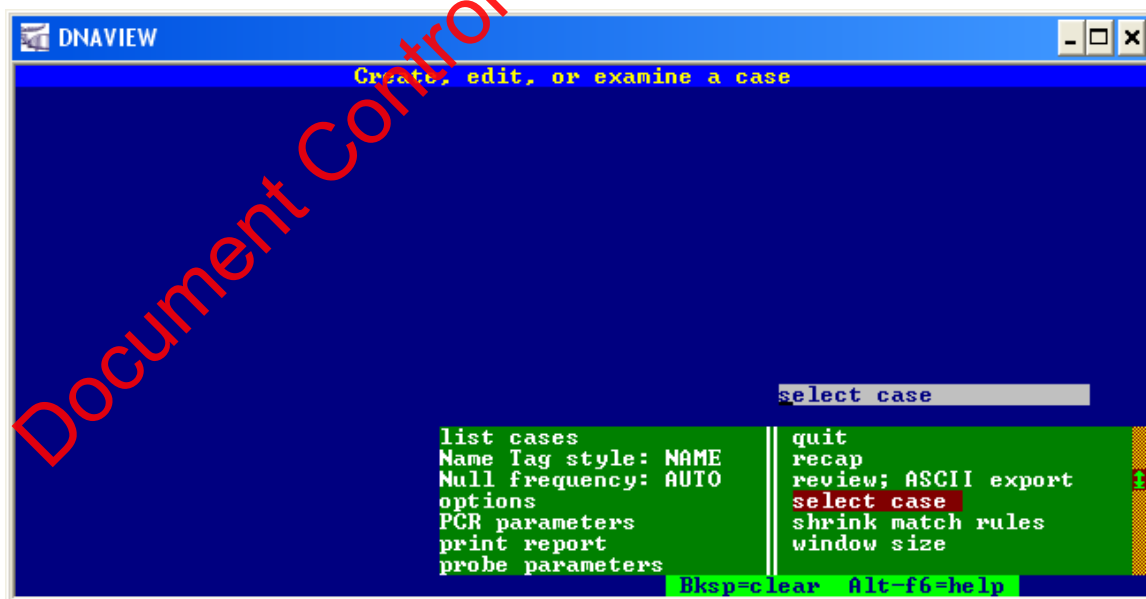 DNAVIEW
Create, edit, or examine a case
select case
list cases
Name Tag style: NAME
Null frequency: AUTO
options
PCR parameters
print report
probe parameters
quit
recap
review; ASCII export
select case
shrink match rules
window size
Bksp=clear Alt-f6=help
Document Control